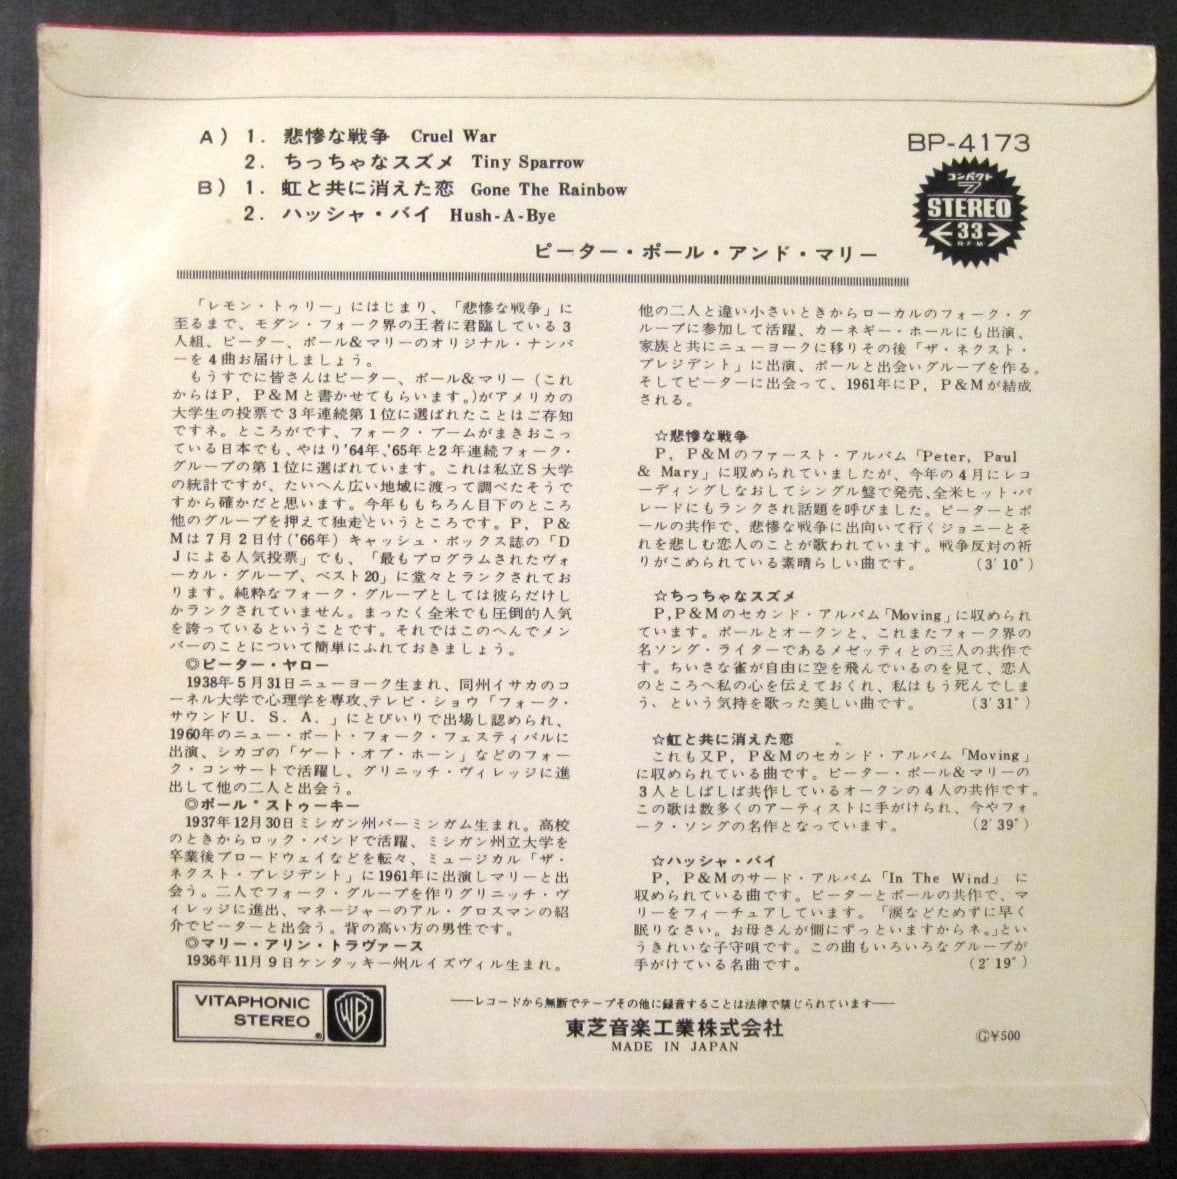 A) 1. 悲惨な戦争 Cruel War
2. ちっちゃなスズメ Tiny Sparrow
B) 1. 虹と共に消えた恋 Gone The Rainbow
2. ハッシャ・バイ Hush-A-Bye
ピーター・ポール・アンド・マリー
BP-4173
コンパクト
7
STEREO
33
R·P·M
「レモン・トゥリー」にはじまり、「悲惨な戦争」に
至るまで、モダン・フォーク界の王者に君臨している3
人組、ピーター、ポール&マリーのオリジナル・ナンバ
ーを4曲お届けしましょう。
もうすでに皆さんはピーター、ポール&マリー(これ
からはP,P&Mと書かせてもらいます。)がアメリカの
大学生の投票で3年連続第1位に選ばれたことはご存知
ですネ。ところがです、フォーク・ブームがまきおこっ
ている日本でも、やはり'64年、'65年と2年連続フォーク・
グループの第1位に選ばれています。これは私立S大学
の統計ですが、たいへん広い地域に渡って調べたそうで
すから確かだと思います。今年ももちろん目下のところ
他のグループを押えて独走というところです。P,P&
Mは7月2日付('66年)キャッシュ・ボックス誌の「D
Jによる人気投票」でも、「最もプログラムされたヴォ
ーカル・グループ、ベスト20」に堂々とランクされてお
ります。純粋なフォーク・グループとしては彼らだけし
かランクされていません。まったく全米でも圧倒的人気
を誇っているということです。それではこのへんでメン
バーのことについて簡単にふれておきましょう。
◎ピーター・ヤロー
1938年5月31日ニューヨーク生まれ、同州イサカのコ
ーネル大学で心理学を専攻、テレビ・ショウ「フォーク・
サウンドU.S.A.」にとびいりで出場し認められ、
1960年のニュー・ポート・フォーク・フェスティバルに
出演、シカゴの「ゲート・オブ・ホーン」などのフォー
ク・コンサートで活躍し、グリニッチ・ヴィレッジに進
出して他の二人と出会う。
◎ポール・ストゥーキー
1937年12月30日ミシガン州バーミンガム生まれ。高校
のときからロック・バンドで活躍、ミシガン州立大学を
卒業後ブロードウェイなどを転々、ミュージカル「ザ・
ネクスト・プレジデント」に1961年に出演しマリーと出
会う。二人でフォーク・グループを作りグリニッチ・ヴ
ィレッジに進出、マネージャーのアル・グロスマンの紹
介でピーターと出会う。背の高い方の男性です。
◎マリー・アリン・トラヴァース
1936年11月9日ケンタッキー州ルイズヴィル生まれ。
他の二人と違い小さいときからローカルのフォーク・グ
ループに参加して活躍、カーネギー・ホールにも出演、
家族と共にニューヨークに移りその後「ザ・ネクスト・
プレジデント」に出演、ポールと出会いグループを作る。
そしてピーターに出会って、1961年にP,P&Mが結成
される。
☆悲惨な戦争
P,P&Mのファースト・アルバム「Peter, Paul
& Mary」に収められていましたが、今年の4月にレコ
ーディングしなおしてシングル盤で発売、全米ヒット・パ
レードにもランクされ話題を呼びました。ピーターとポ
ールの共作で、悲惨な戦争に出向いて行くジョニーとそ
れを悲しむ恋人のことが歌われています。戦争反対の祈
りがこめられている素晴らしい曲です。 (3'10")
☆ちっちゃなスズメ
P,P&Mのセカンド・アルバム「Moving」に収められ
ています。ポールとオークンと、これまたフォーク界の
名ソング・ライターであるメゼッティとの三人の共作で
す。ちいさな雀が自由に空を飛んでいるのを見て、恋人
のところへ私の心を伝えておくれ、私はもう死んでしま
う、という気持を歌った美しい曲です。 (3'31")
☆虹と共に消えた恋
これも又P,P&Mのセカンド・アルバム「Moving」
に収められている曲です。ピーター・ポール&マリーの
3人としばしば共作しているオークンの4人の共作です。
この歌は数多くのアーティストに手がけられ、今やフォ
ーク・ソングの名作となっています。 (2'39")
☆ハッシャ・バイ
P,P&Mのサード・アルバム「In The Wind」に
収められている曲です。ピーターとポールの共作で、マ
リーをフィーチュアしています。「涙などためずに早く
眠りなさい。お母さんが側にずっといますからネ。」とい
うきれいな子守唄です。この曲もいろいろなグループが
手がけている名曲です。 (2'19")
VITAPHONIC
STEREO
WB
®
——レコードから無断でテープその他に録音することは法律で禁じられています——
東芝音楽工業株式会社
MADE IN JAPAN
Ⓖ¥500